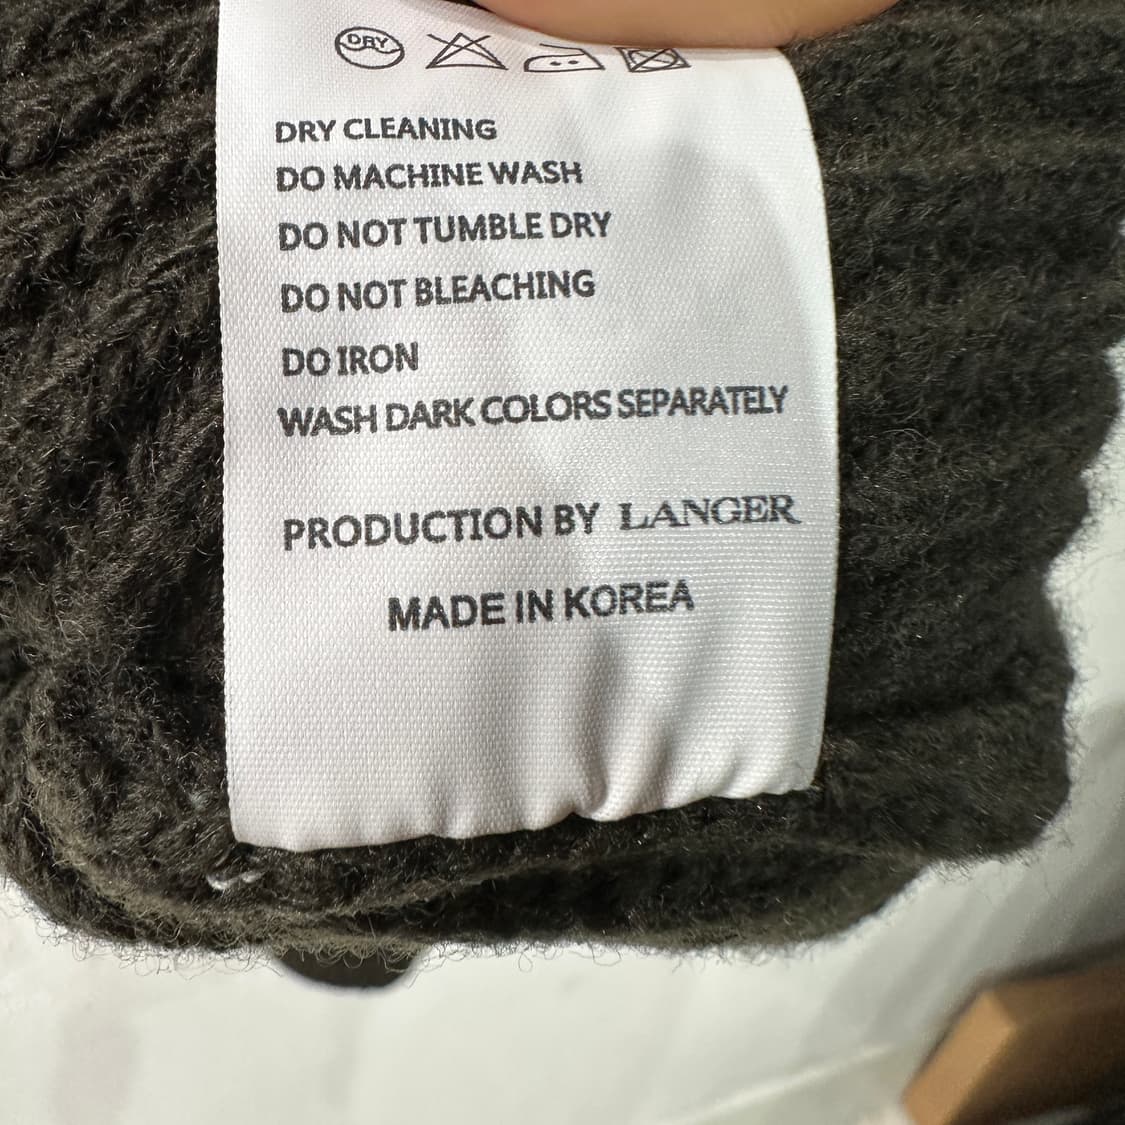 DRY
DRY CLEANING
DO MACHINE WASH
DO NOT TUMBLE DRY
DO NOT BLEACHING
DO IRON
WASH DARK COLORS SEPARATELY
PRODUCTION BY LANGER
MADE IN KOREA